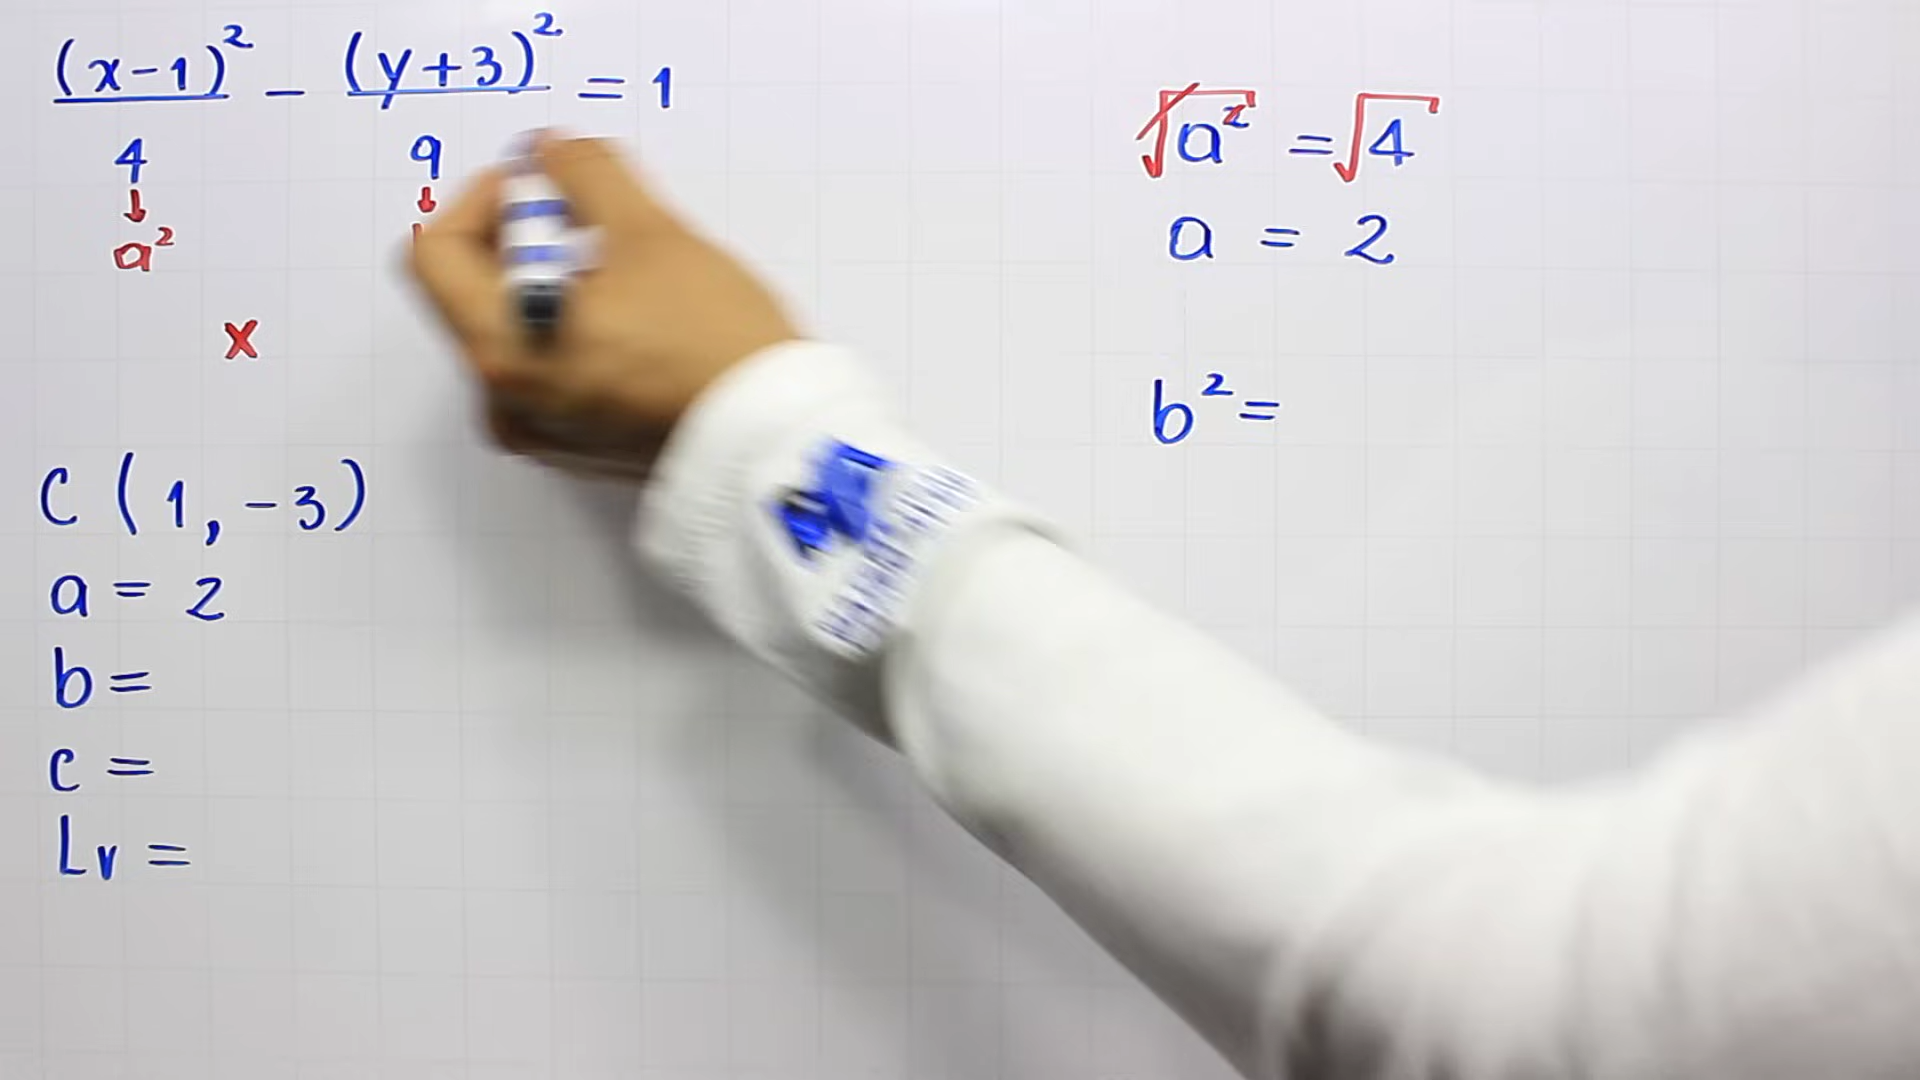 (x-1)² - (y+3)² = 1
4 9
↓ ↓
a²
x
C (1, -3)
a = 2
b =
c =
Lr =
√a² = √4
a = 2
b² =